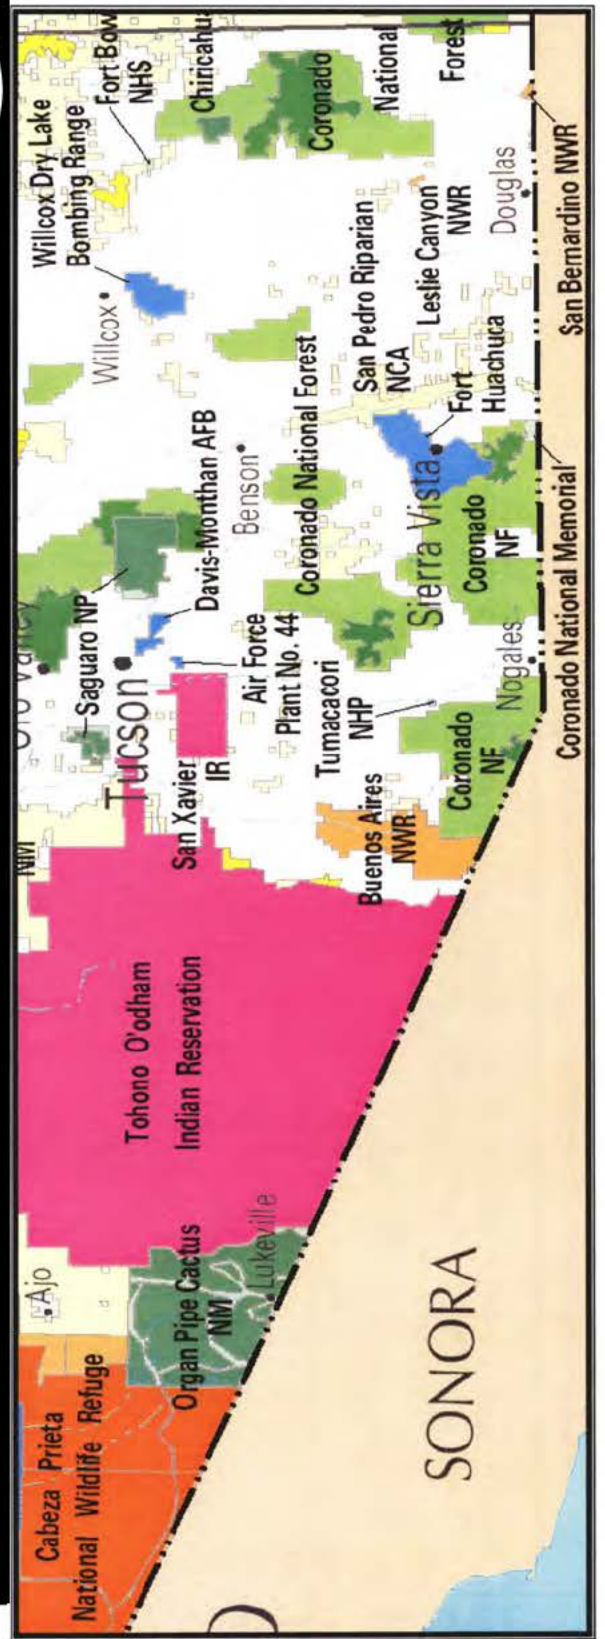 Cabeza Prieta
National Wildlife Refuge
Ajo
Organ Pipe Cactus
NM
Lukeville
Tohono O'odham
Indian Reservation
NM
San Xavier
IR
Tucson
Saguaro NP
Davis-Monthan AFB
Air Force
Plant No. 44
Tumacacori
NHP
Buenos Aires
NWR
Coronado
NF
Nogales
Coronado National Memorial
Benson
Coronado National Forest
Sierra Vista
Coronado
NF
Willcox Dry Lake
Bombing Range
Willcox
San Pedro Riparian
NCA
Fort
Huachuca
Leslie Canyon
NWR
Douglas
San Bernardino NWR
Fort Bow
NHS
Chiricahu
Coronado
National
Forest
SONORA